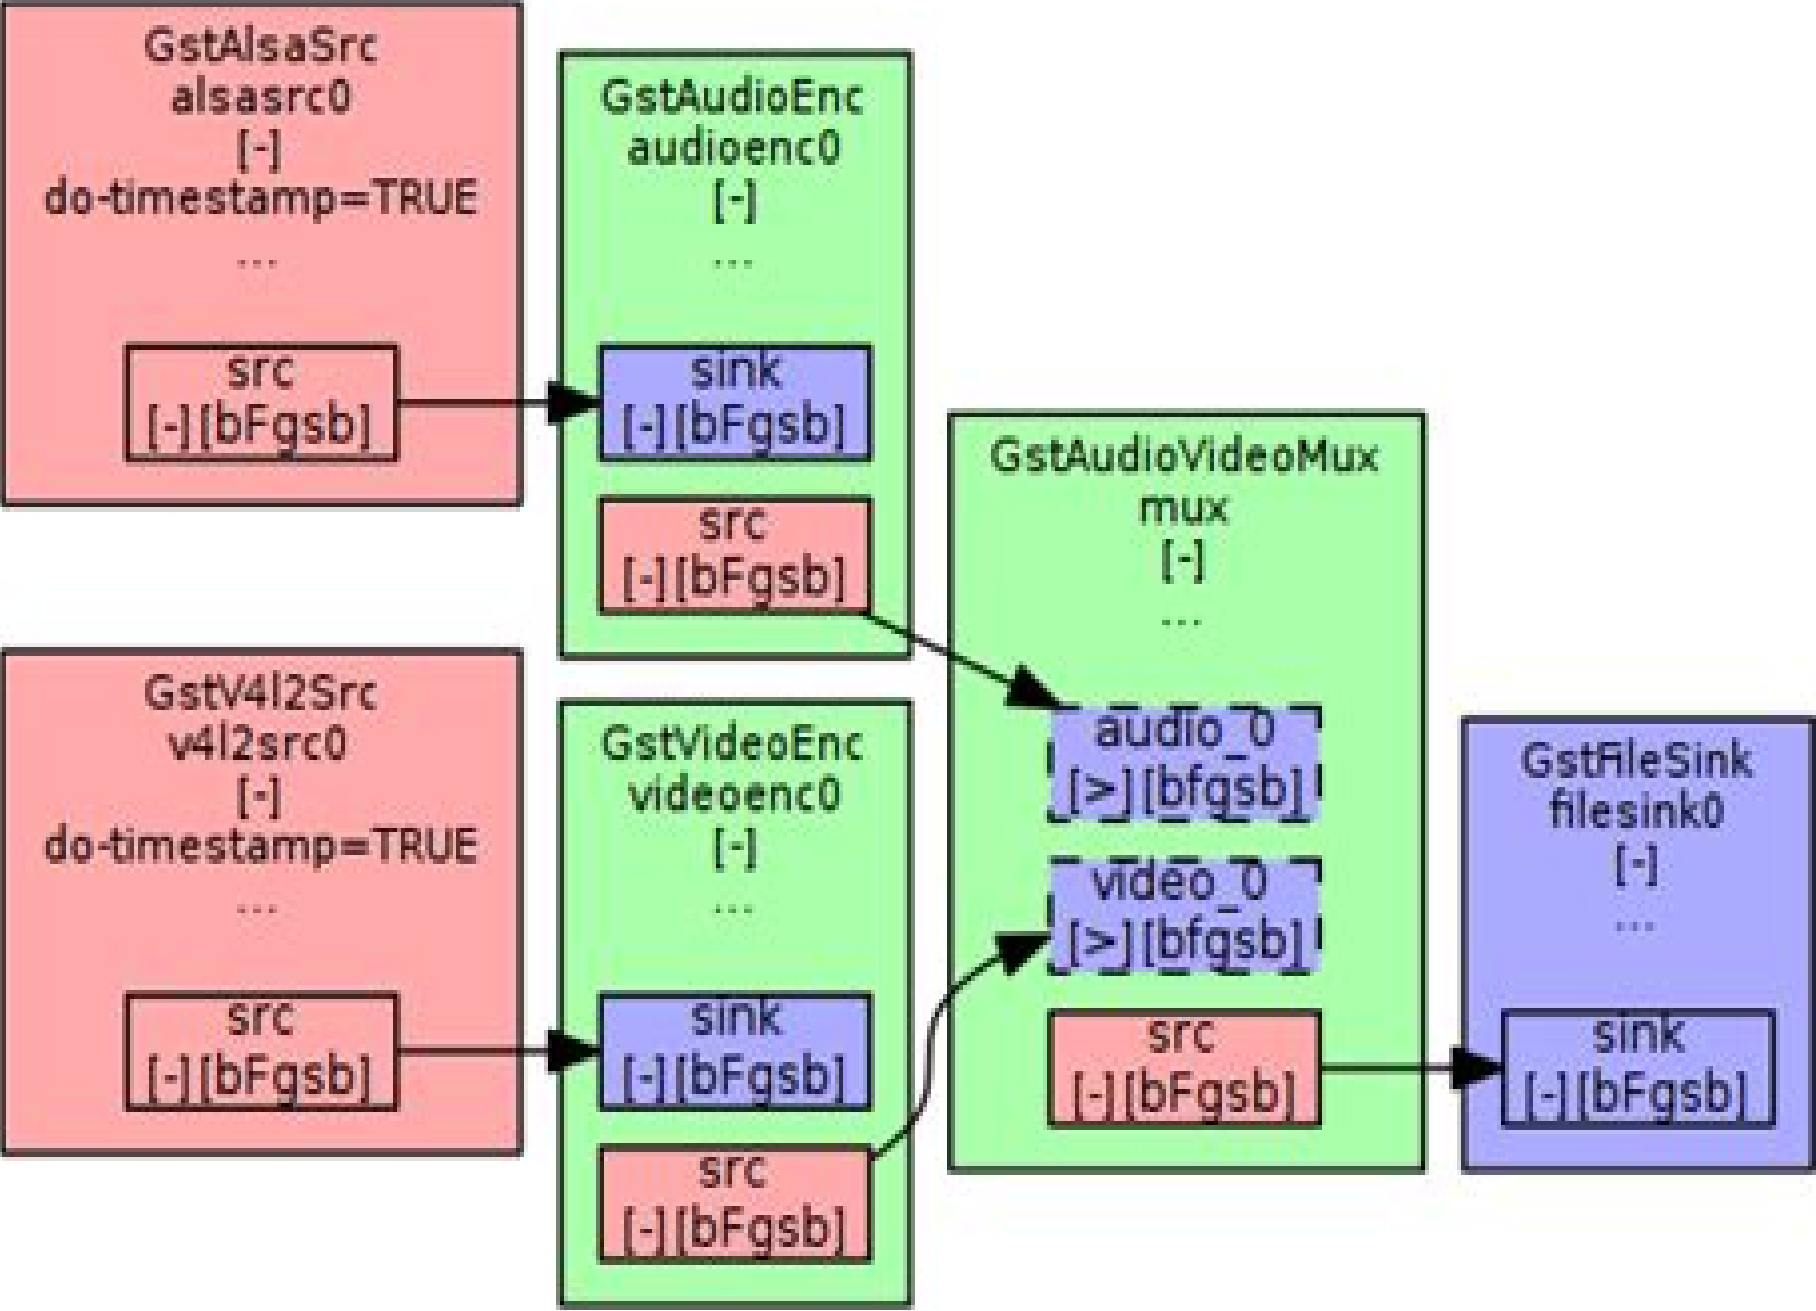 GstAlsaSrc
alsasrc0
[-]
do-timestamp=TRUE
...
src
[-][bFgsb]
GstAudioEnc
audioenc0
[-]
...
sink
[-][bFgsb]
src
[-][bFgsb]
GstV4l2Src
v4l2src0
[-]
do-timestamp=TRUE
...
src
[-][bFgsb]
GstVideoEnc
videoenc0
[-]
...
sink
[-][bFgsb]
src
[-][bFgsb]
GstAudioVideoMux
mux
[-]
...
audio_0
[>][bfgsb]
video_0
[>][bfgsb]
src
[-][bFgsb]
GstFileSink
filesink0
[-]
...
sink
[-][bFgsb]